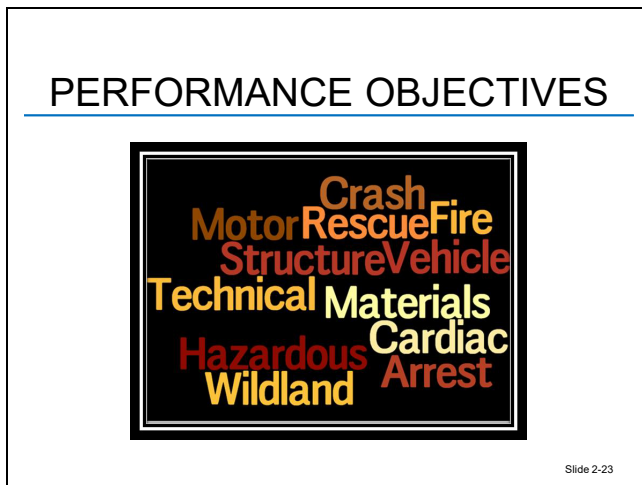 PERFORMANCE OBJECTIVES
Crash
Motor Rescue Fire
Structure Vehicle
Technical Materials
Cardiac
Hazardous Arrest
Wildland
Slide 2-23